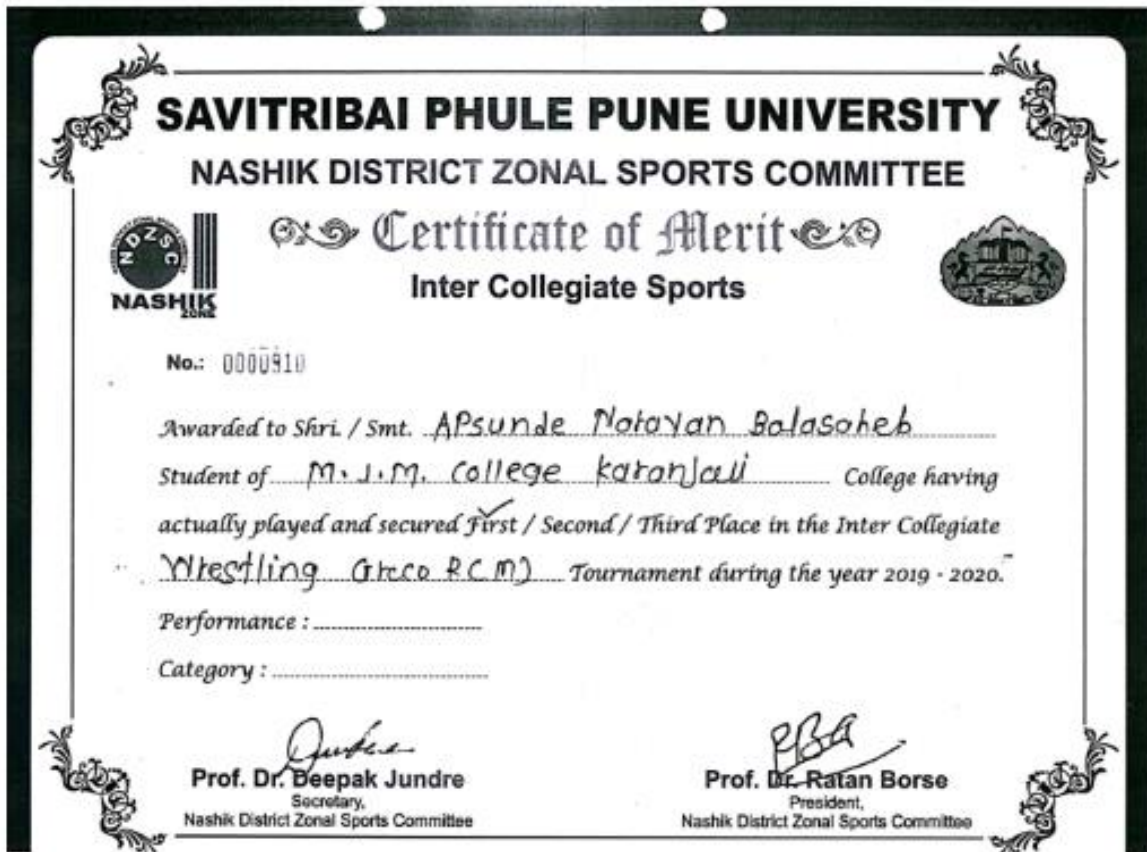 SAVITRIBAI PHULE PUNE UNIVERSITY
NASHIK DISTRICT ZONAL SPORTS COMMITTEE
Certificate of Merit
Inter Collegiate Sports
NDZSC
NASHIK
ZONE
No.: 0000910
Awarded to Shri. / Smt. APsunde Narayan Balasaheb
Student of M.J.M. college karanjali College having
actually played and secured First / Second / Third Place in the Inter Collegiate
Wrestling Greco R(M) Tournament during the year 2019 - 2020.
Performance :
Category :
Prof. Dr. Deepak Jundre
Secretary,
Nashik District Zonal Sports Committee
Prof. Dr. Ratan Borse
President,
Nashik District Zonal Sports Committee